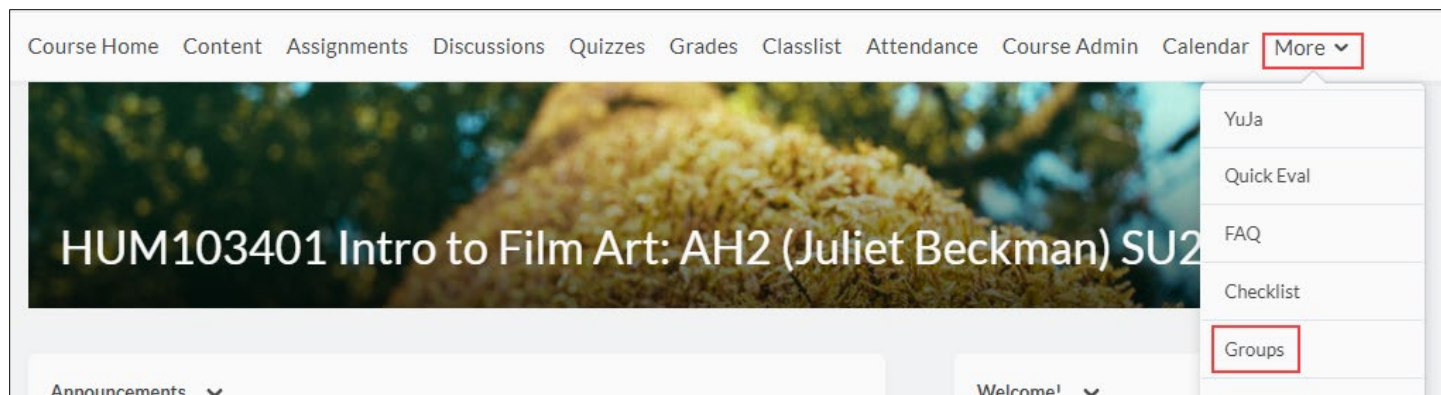 Course Home Content Assignments Discussions Quizzes Grades Classlist Attendance Course Admin Calendar More
YuJa
Quick Eval
FAQ
HUM103401 Intro to Film Art: AH2 (Juliet Beckman) SU2
Checklist
Groups
Announcements
Welcome!